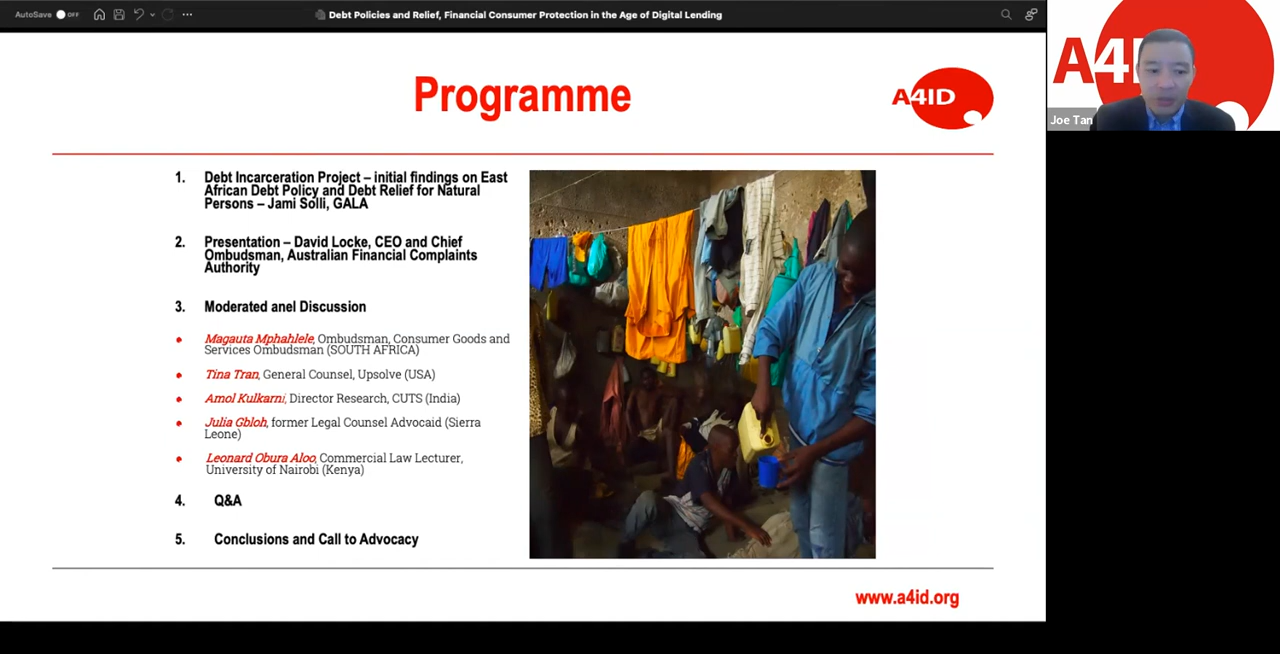 AutoSave OFF
Debt Policies and Relief, Financial Consumer Protection in the Age of Digital Lending
Programme
A4ID
1. Debt Incarceration Project – initial findings on East
African Debt Policy and Debt Relief for Natural
Persons – Jami Solli, GALA
2. Presentation – David Locke, CEO and Chief
Ombudsman, Australian Financial Complaints
Authority
3. Moderated anel Discussion
Magauta Mphahlele, Ombudsman, Consumer Goods and
Services Ombudsman (SOUTH AFRICA)
Tina Tran, General Counsel, Upsolve (USA)
Amol Kulkarni, Director Research, CUTS (India)
Julia Gbloh, former Legal Counsel Advocaid (Sierra
Leone)
Leonard Obura Aloo, Commercial Law Lecturer,
University of Nairobi (Kenya)
4. Q&A
5. Conclusions and Call to Advocacy
www.a4id.org
A4I
Joe Tan